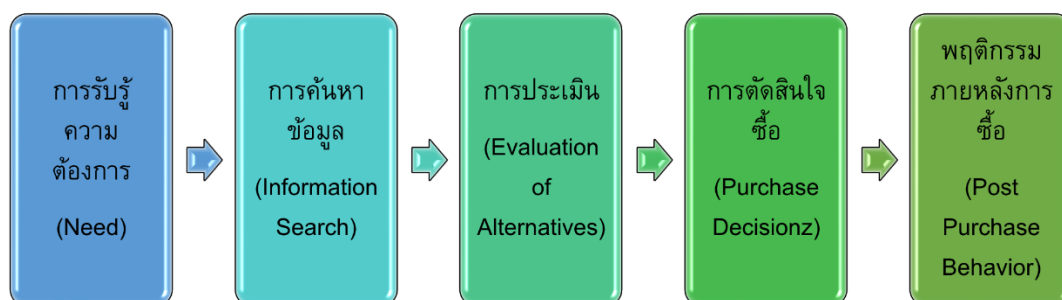 การรับรู้
ความ
ต้องการ
(Need)
การค้นหา
ข้อมูล
(Information
Search)
การประเมิน
(Evaluation
of
Alternatives)
การตัดสินใจ
ซื้อ
(Purchase
Decisionz)
พฤติกรรม
ภายหลังการ
ซื้อ
(Post
Purchase
Behavior)